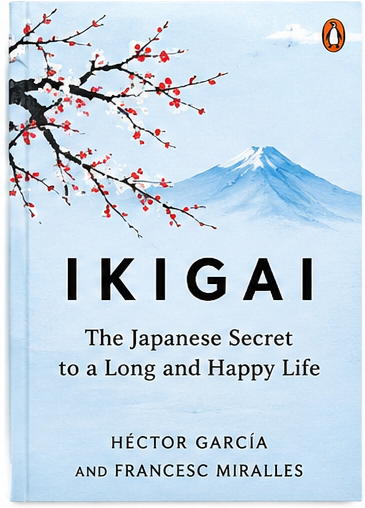 IKIGAI
The Japanese Secret
to a Long and Happy Life
HÉCTOR GARCÍA
AND FRANCESC MIRALLES